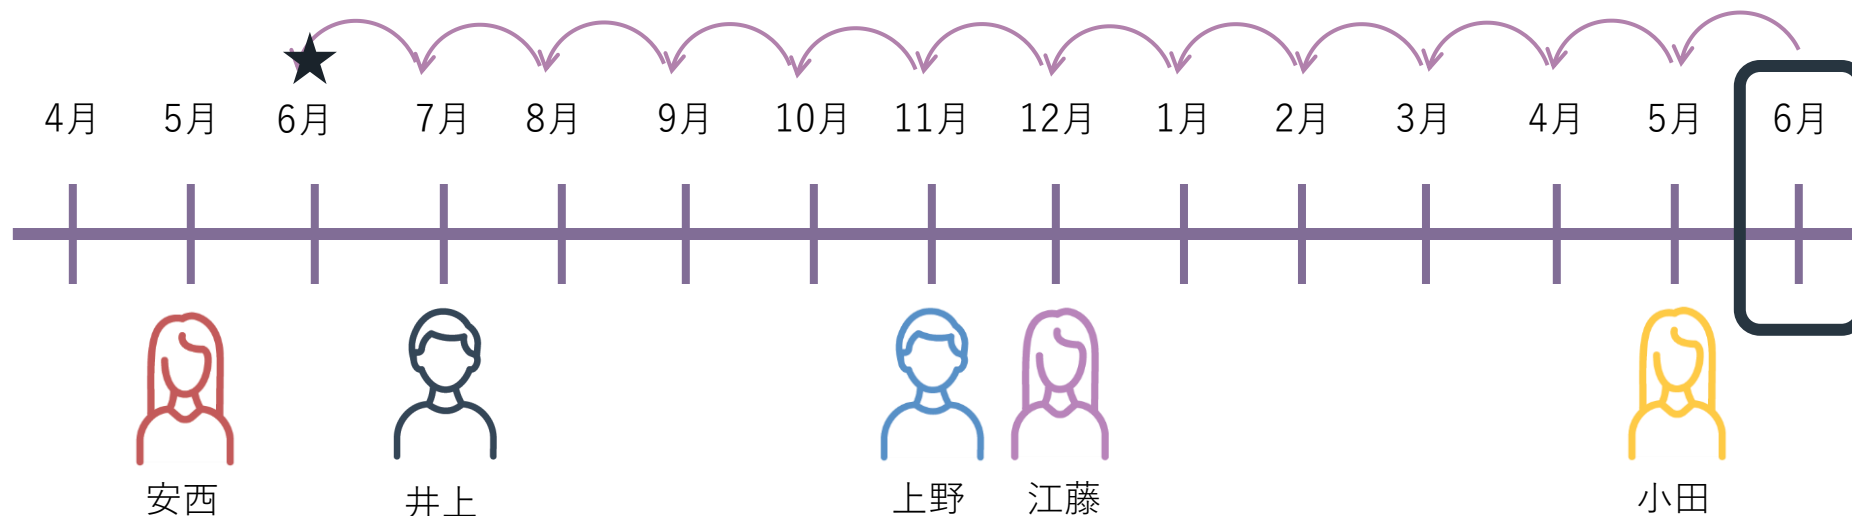 4月 5月 6月 7月 8月 9月 10月 11月 12月 1月 2月 3月 4月 5月 6月
安西 井上 上野 江藤 小田